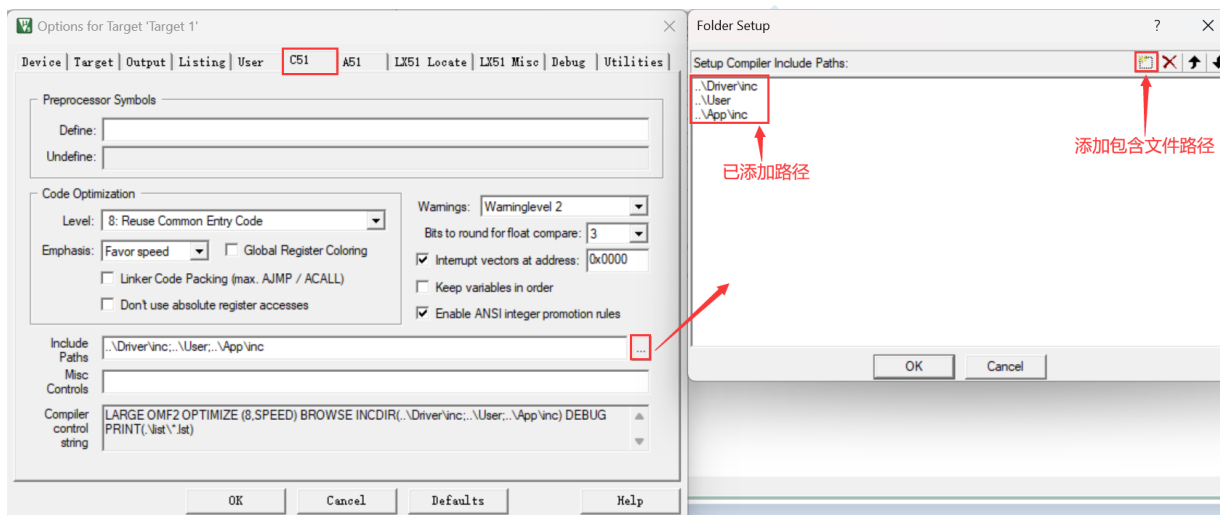 Options for Target 'Target 1'
Device Target Output Listing User C51 A51 LX51 Locate LX51 Misc Debug Utilities
Preprocessor Symbols
Define:
Undefine:
Code Optimization
Level: 8: Reuse Common Entry Code
Emphasis: Favor speed Global Register Coloring
Linker Code Packing (max. AJMP / ACALL)
Don't use absolute register accesses
Warnings: Warninglevel 2
Bits to round for float compare: 3
Interrupt vectors at address: 0x0000
Keep variables in order
Enable ANSI integer promotion rules
Include
Paths
..\Driver\inc;..\User;..\App\inc
...
Misc
Controls
Compiler
control
string
LARGE OMF2 OPTIMIZE (8,SPEED) BROWSE INCDIR(..\Driver\inc;..\User;..\App\inc) DEBUG
PRINT(.\list\*.lst)
OK Cancel Defaults Help
Folder Setup
?
Setup Compiler Include Paths:
..\Driver\inc
..\User
..\App\inc
已添加路径
添加包含文件路径
OK Cancel